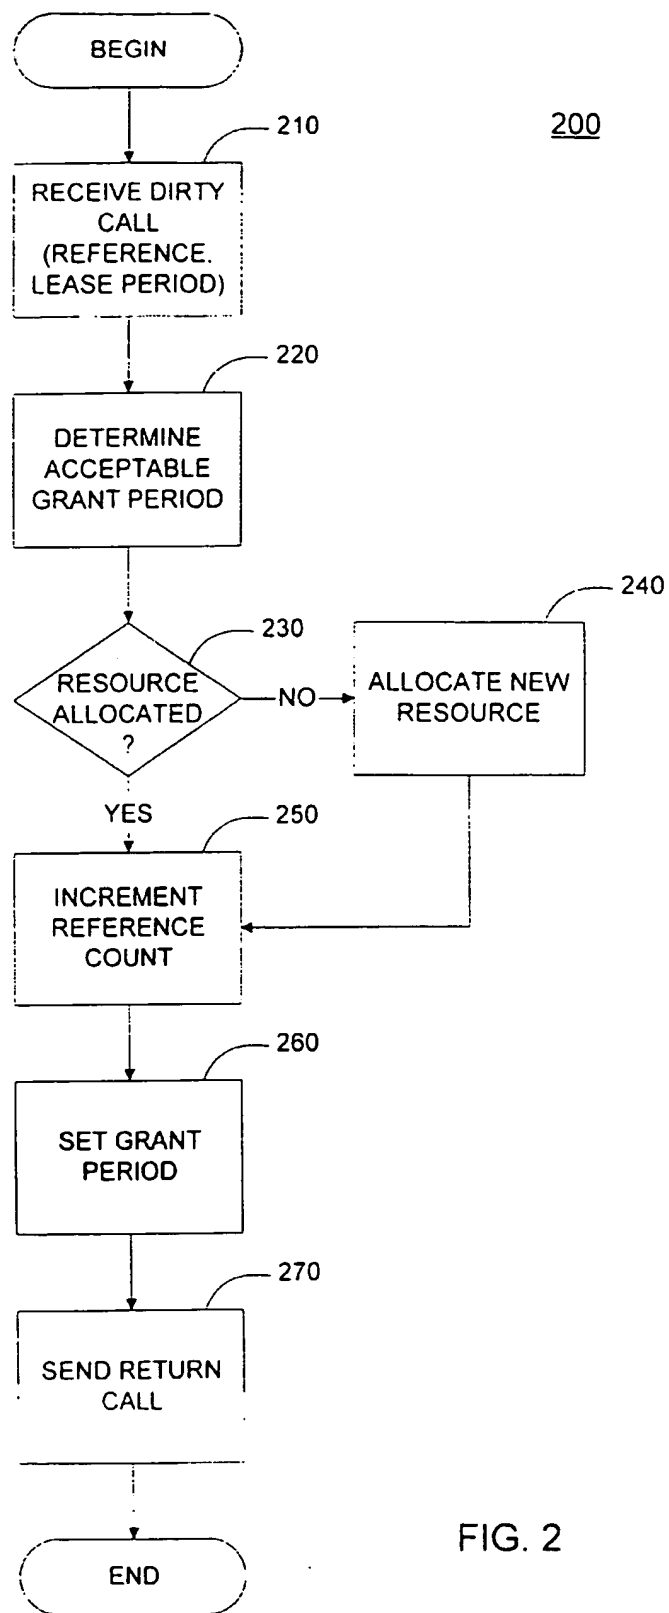 BEGIN
200
210
RECEIVE DIRTY
CALL
(REFERENCE.
LEASE PERIOD)
220
DETERMINE
ACCEPTABLE
GRANT PERIOD
230
RESOURCE
ALLOCATED
?
NO
240
ALLOCATE NEW
RESOURCE
YES
250
INCREMENT
REFERENCE
COUNT
260
SET GRANT
PERIOD
270
SEND RETURN
CALL
END
FIG. 2